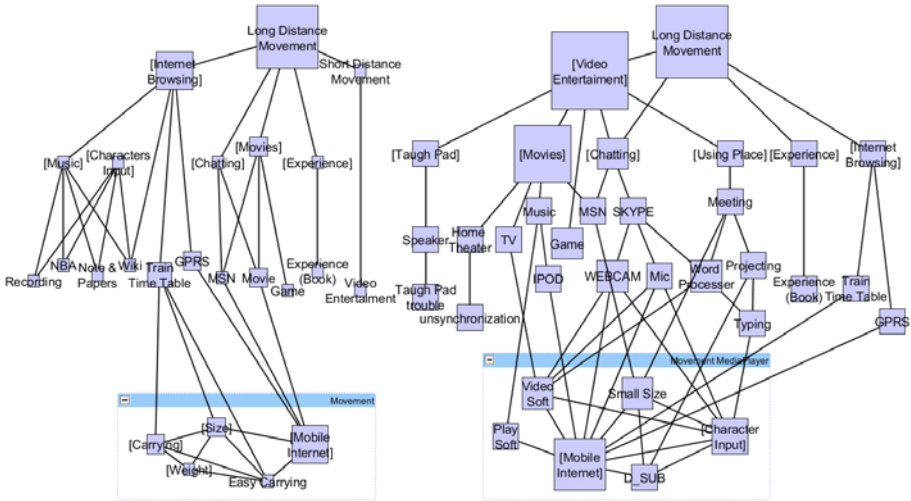 Long Distance
Movement
[Internet
Browsing]
Short Distance
Movement
[Music]
[Characters
Input]
[Chatting]
[Movies]
[Experience]
Recording
NBA
Note &
Papers
Wiki
Train
Time Table
GPRS
MSN
Movie
Game
Experience
(Book)
Video
Entertaiment
Movement
[Carrying]
[Size]
[Weight]
Easy Carrying
[Mobile
Internet]
Long Distance
Movement
[Video
Entertaiment]
[Taugh Pad]
[Movies]
[Chatting]
[Using Place]
[Experience]
[Internet
Browsing]
Music
MSN
SKYPE
Meeting
Speaker
Home
Theater
TV
Game
IPOD
WEBCAM
Mic
Word
Processer
Projecting
Experience
(Book)
Train
Time Table
Taugh Pad
trouble
unsynchronization
Typing
GPRS
Movement MediaPlayer
Video
Soft
Small Size
Play
Soft
[Character
Input]
[Mobile
Internet]
D_SUB